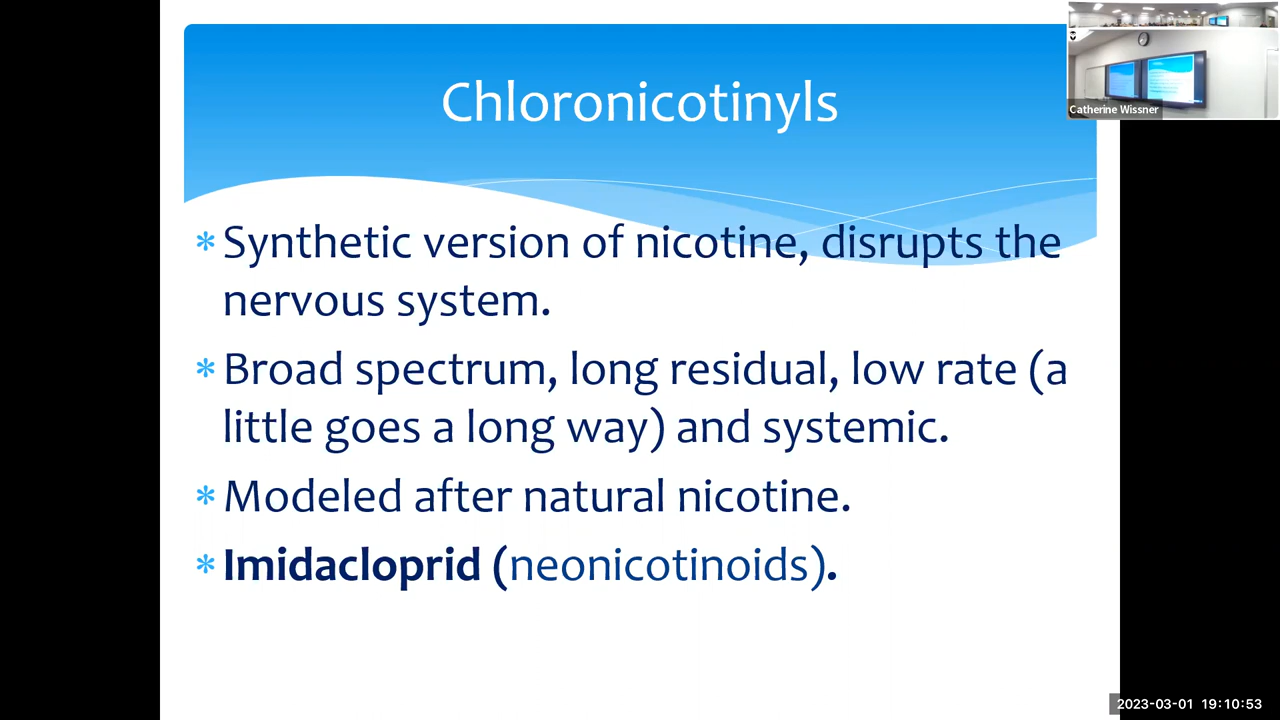 Chloronicotinyls
Catherine Wissner
* Synthetic version of nicotine, disrupts the
nervous system.
* Broad spectrum, long residual, low rate (a
little goes a long way) and systemic.
* Modeled after natural nicotine.
* Imidacloprid (neonicotinoids).
2023-03-01 19:10:53